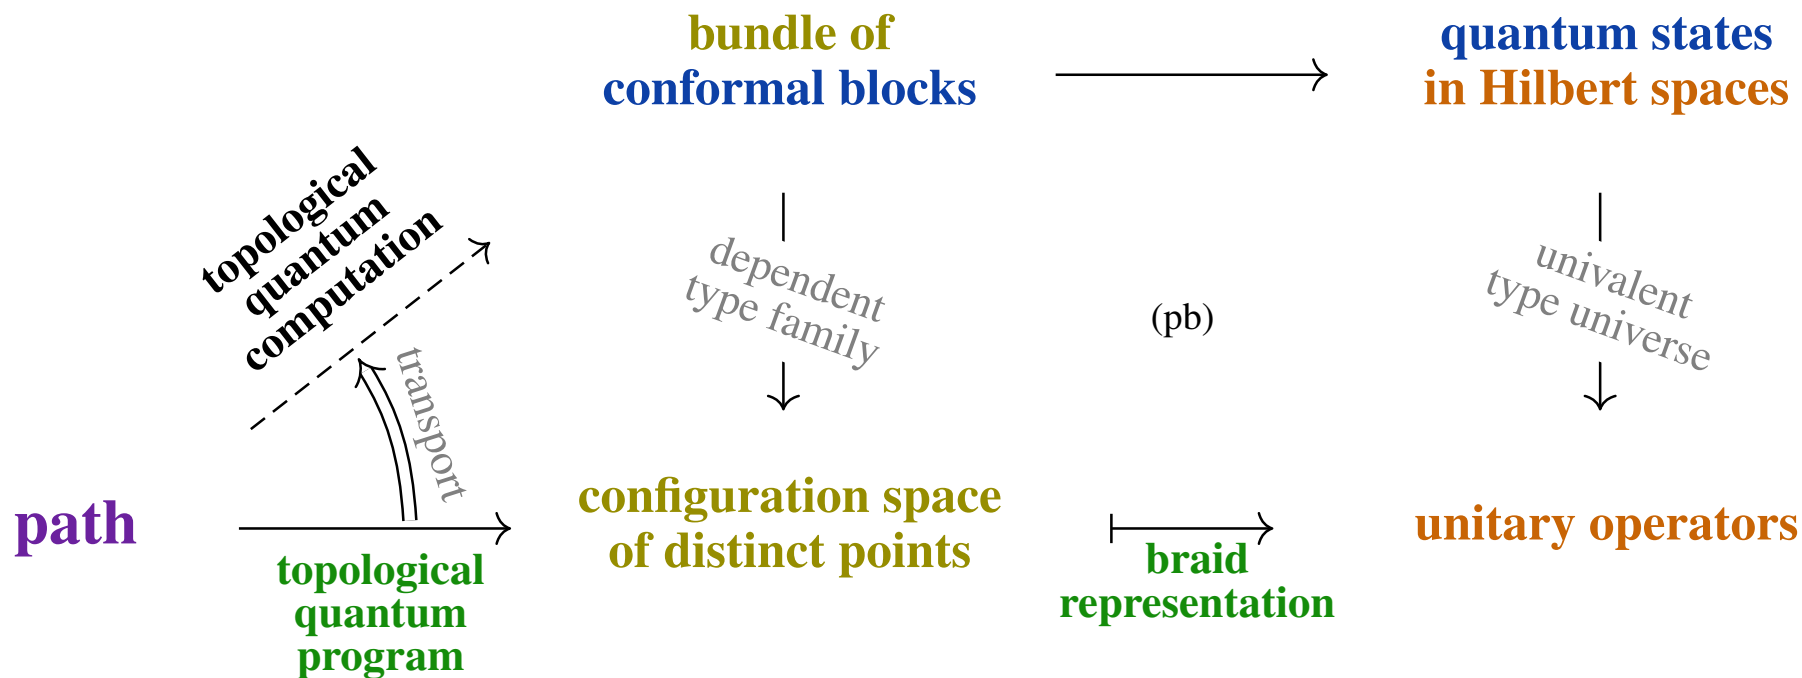 bundle of
conformal blocks
quantum states
in Hilbert spaces
topological
quantum
computation
transport
dependent
type family
(pb)
univalent
type universe
path
topological
quantum
program
configuration space
of distinct points
braid
representation
unitary operators